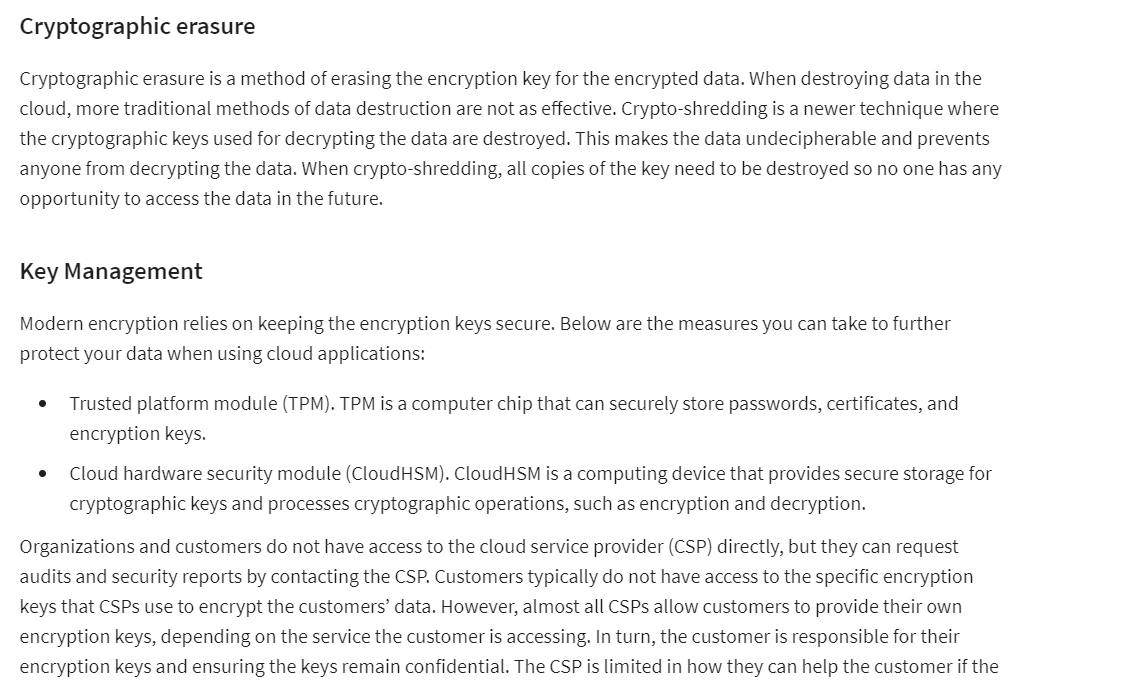 Cryptographic erasure
Cryptographic erasure is a method of erasing the encryption key for the encrypted data. When destroying data in the
cloud, more traditional methods of data destruction are not as effective. Crypto-shredding is a newer technique where
the cryptographic keys used for decrypting the data are destroyed. This makes the data undecipherable and prevents
anyone from decrypting the data. When crypto-shredding, all copies of the key need to be destroyed so no one has any
opportunity to access the data in the future.
Key Management
Modern encryption relies on keeping the encryption keys secure. Below are the measures you can take to further
protect your data when using cloud applications:
• Trusted platform module (TPM). TPM is a computer chip that can securely store passwords, certificates, and
encryption keys.
• Cloud hardware security module (CloudHSM). CloudHSM is a computing device that provides secure storage for
cryptographic keys and processes cryptographic operations, such as encryption and decryption.
Organizations and customers do not have access to the cloud service provider (CSP) directly, but they can request
audits and security reports by contacting the CSP. Customers typically do not have access to the specific encryption
keys that CSPs use to encrypt the customers’ data. However, almost all CSPs allow customers to provide their own
encryption keys, depending on the service the customer is accessing. In turn, the customer is responsible for their
encryption keys and ensuring the keys remain confidential. The CSP is limited in how they can help the customer if the